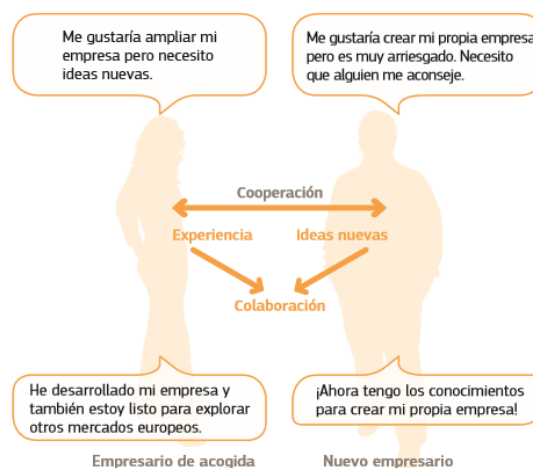 Me gustaría ampliar mi
empresa pero necesito
ideas nuevas.
Me gustaría crear mi propia empresa
pero es muy arriesgado. Necesito
que alguien me aconseje.
Cooperación
Experiencia
Ideas nuevas
Colaboración
He desarrollado mi empresa y
también estoy listo para explorar
otros mercados europeos.
¡Ahora tengo los conocimientos
para crear mi propia empresa!
Empresario de acogida
Nuevo empresario